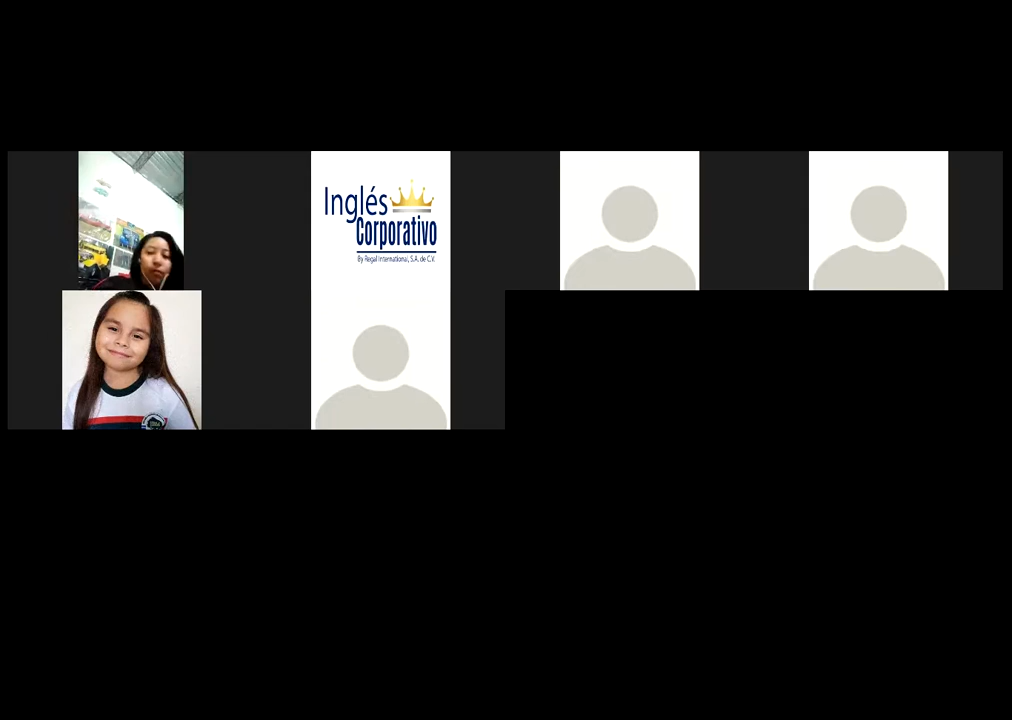 Inglés
Corporativo
By Regal International, S.A. de C.V.